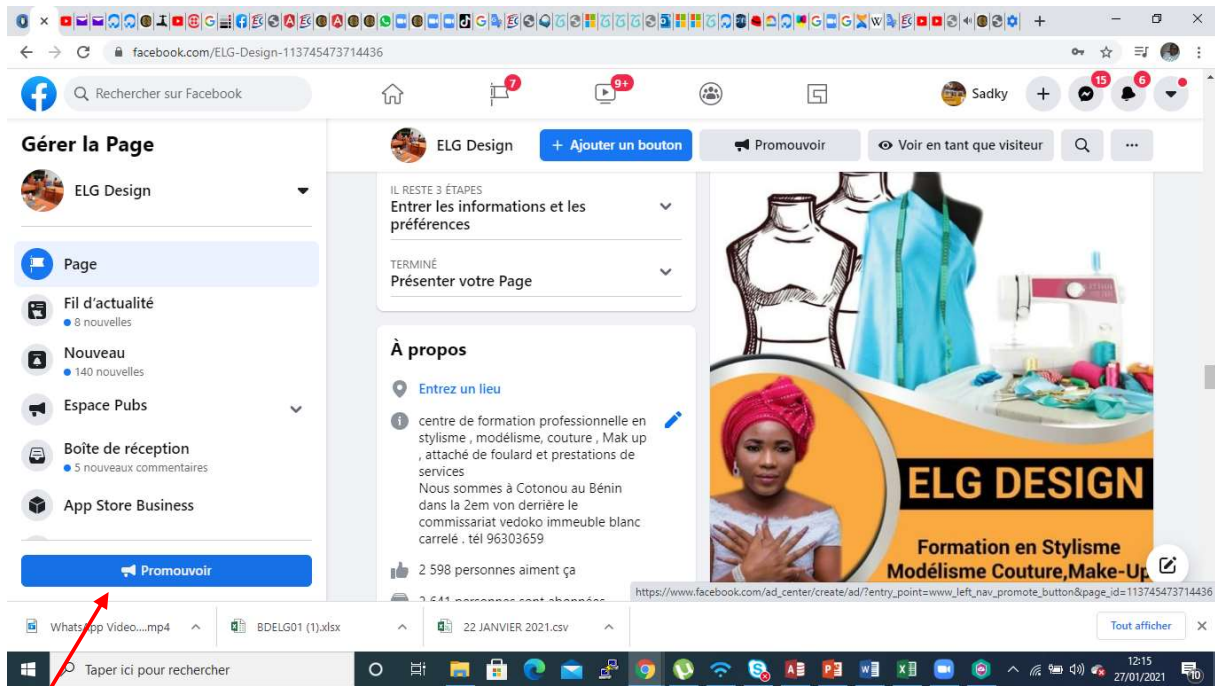 facebook.com/ELG-Design-113745473714436
Rechercher sur Facebook
7
9+
Sadky
15
6
Gérer la Page
ELG Design
Page
Fil d'actualité
8 nouvelles
Nouveau
140 nouvelles
Espace Pubs
Boîte de réception
5 nouveaux commentaires
App Store Business
Promouvoir
ELG Design
+ Ajouter un bouton
Promouvoir
Voir en tant que visiteur
IL RESTE 3 ÉTAPES
Entrer les informations et les
préférences
TERMINÉ
Présenter votre Page
À propos
Entrez un lieu
centre de formation professionnelle en
stylisme , modélisme, couture , Mak up
, attaché de foulard et prestations de
services
Nous sommes à Cotonou au Bénin
dans la 2em von derrière le
commissariat vedoko immeuble blanc
carrelé . tél 96303659
2 598 personnes aiment ça
2 641 personnes sont abonnées
ELG DESIGN
Formation en Stylisme
Modélisme Couture,Make-Up
https://www.facebook.com/ad_center/create/ad/?entry_point=www_left_nav_promote_button&page_id=113745473714436
WhatsApp Video....mp4
BDELG01 (1).xlsx
22 JANVIER 2021.csv
Tout afficher
Taper ici pour rechercher
12:15
27/01/2021